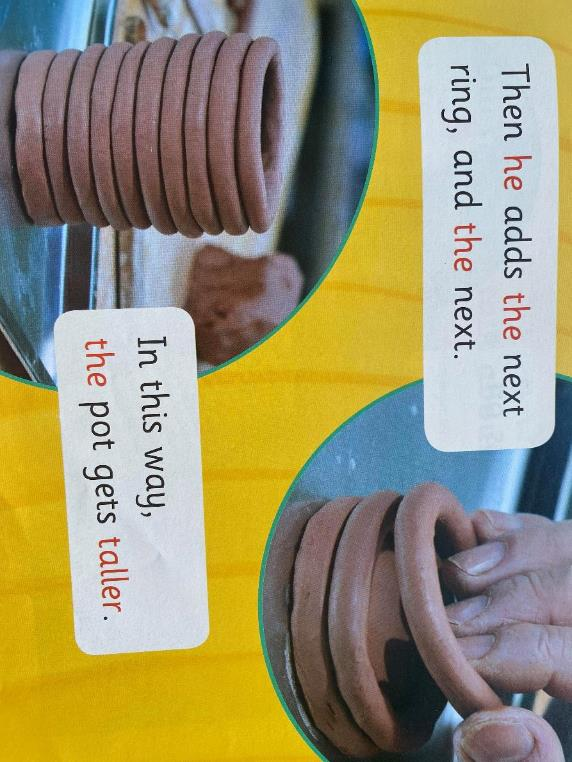 Then he adds the next
ring, and the next.
In this way,
the pot gets taller.